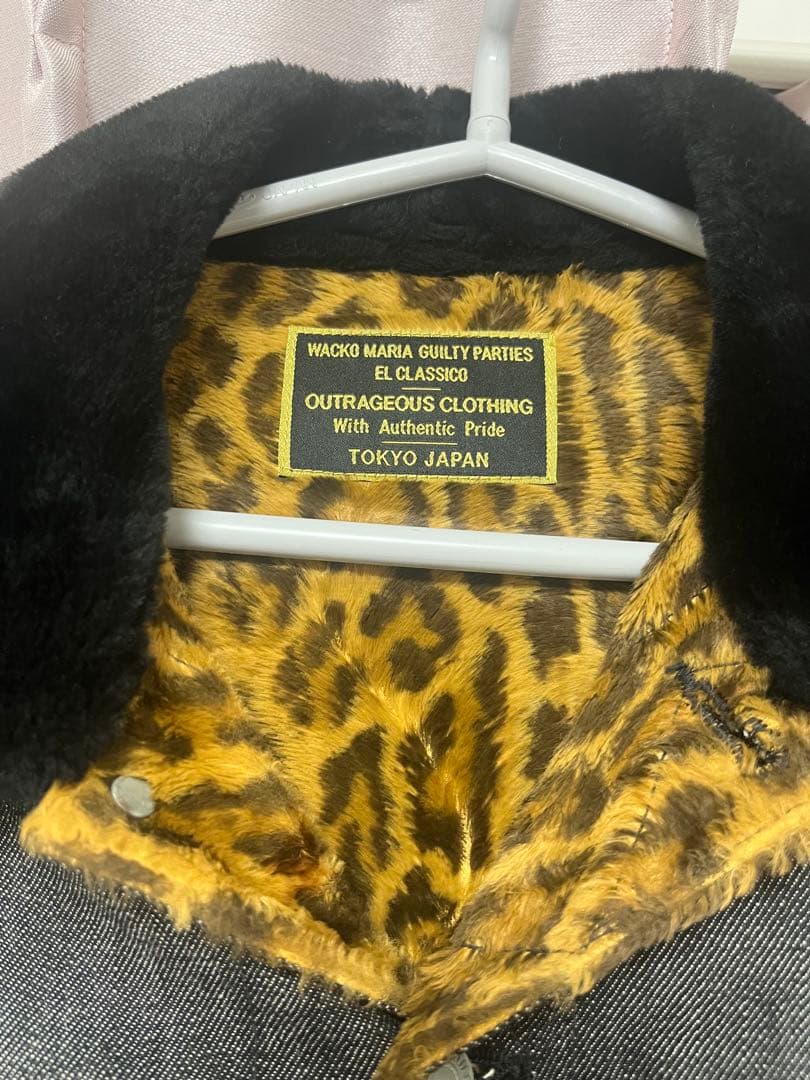 WACKO MARIA GUILTY PARTIES
EL CLASSICO
OUTRAGEOUS CLOTHING
With Authentic Pride
TOKYO JAPAN